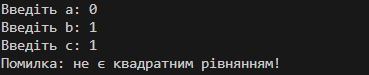 Введіть a: 0
Введіть b: 1
Введіть c: 1
Помилка: не є квадратним рівнянням!